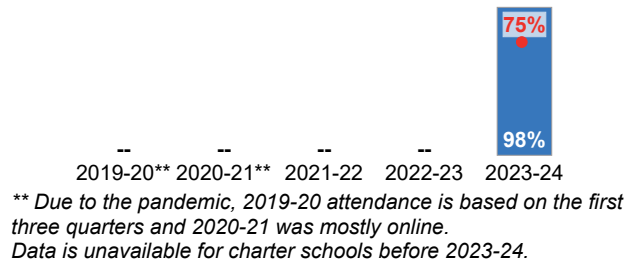 75%
98%
-- -- -- --
2019-20** 2020-21** 2021-22 2022-23 2023-24
** Due to the pandemic, 2019-20 attendance is based on the first
three quarters and 2020-21 was mostly online.
Data is unavailable for charter schools before 2023-24.